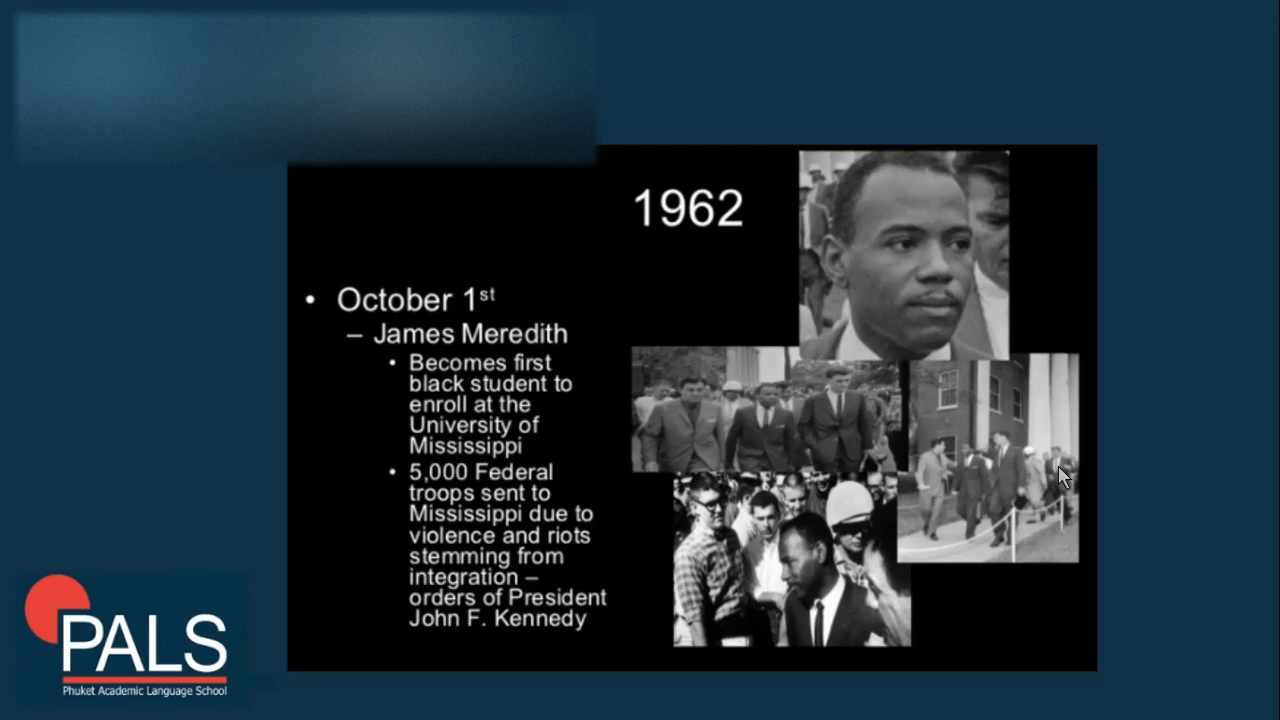 1962
• October 1st
– James Meredith
• Becomes first
black student to
enroll at the
University of
Mississippi
• 5,000 Federal
troops sent to
Mississippi due to
violence and riots
stemming from
integration –
orders of President
John F. Kennedy
PALS
Phuket Academic Language School